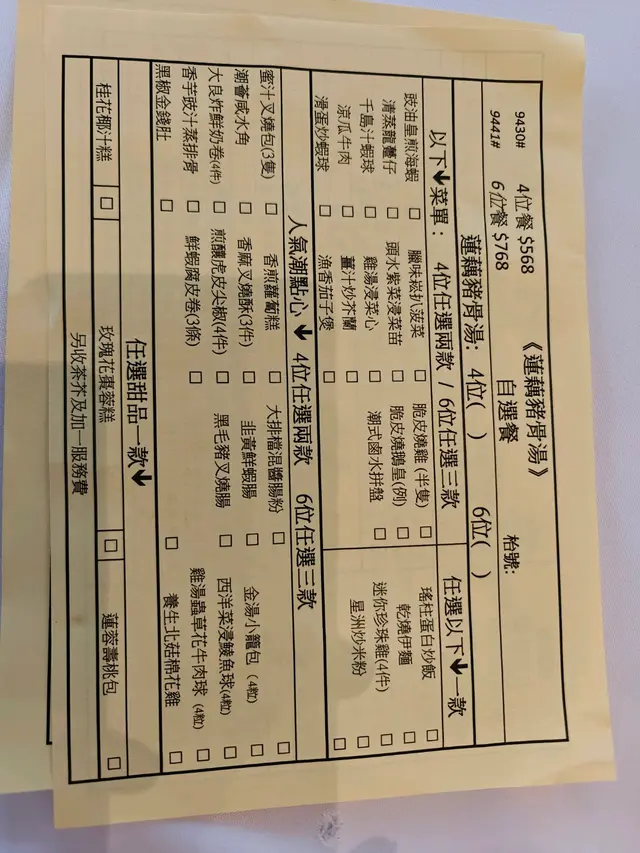 9430# 4位餐 $568 《蓮藕豬骨湯》
9441# 6位餐 $768 自選餐 枱號:
蓮藕豬骨湯: 4位( ) 6位( )
以下↓菜單: 4位任選兩款 / 6位任選三款 任選以下↓一款
豉油皇煎海蝦 □ 臘味崧扒菠菜 □ 脆皮燒雞 (半隻) □ 瑤柱蛋白炒飯 □
清蒸龍躉仔 □ 頭水紫菜浸菜苗 □ 脆皮燒鵝皇(例) □ 乾燒伊麵 □
千島汁蝦球 □ 雞湯浸菜心 □ 潮式鹵水拼盤 □ 迷你珍珠雞(4件) □
涼瓜牛肉 □ 薑汁炒芥蘭 □ 星洲炒米粉 □
滑蛋炒蝦球 □ 漁香茄子煲 □ □
人氣潮點心 ↓ 4位任選兩款 6位任選三款
蜜汁叉燒包(3隻) □ 香煎蘿蔔糕 □ 大排檔混醬腸粉 □ 金湯小籠包 (4粒) □
潮薈咸水角 □ 香麻叉燒酥(3件) □ 韭黃鮮蝦腸 □ 西洋菜浸鯪魚球(4粒) □
大良炸鮮奶卷(4件) □ 煎釀虎皮尖椒(4件) □ 黑毛豬叉燒腸 □ 雞湯蟲草花牛肉球 (4粒) □
香芋豉汁蒸排骨 □ 鮮蝦腐皮卷(3條) □ 養生北菇棉花雞 □
黑椒金錢肚 □ □ □
任選甜品一款↓
桂花椰汁糕 □ 玫瑰花棗蓉糕 □ 蓮蓉壽桃包 □
另收茶芥及加一服務費